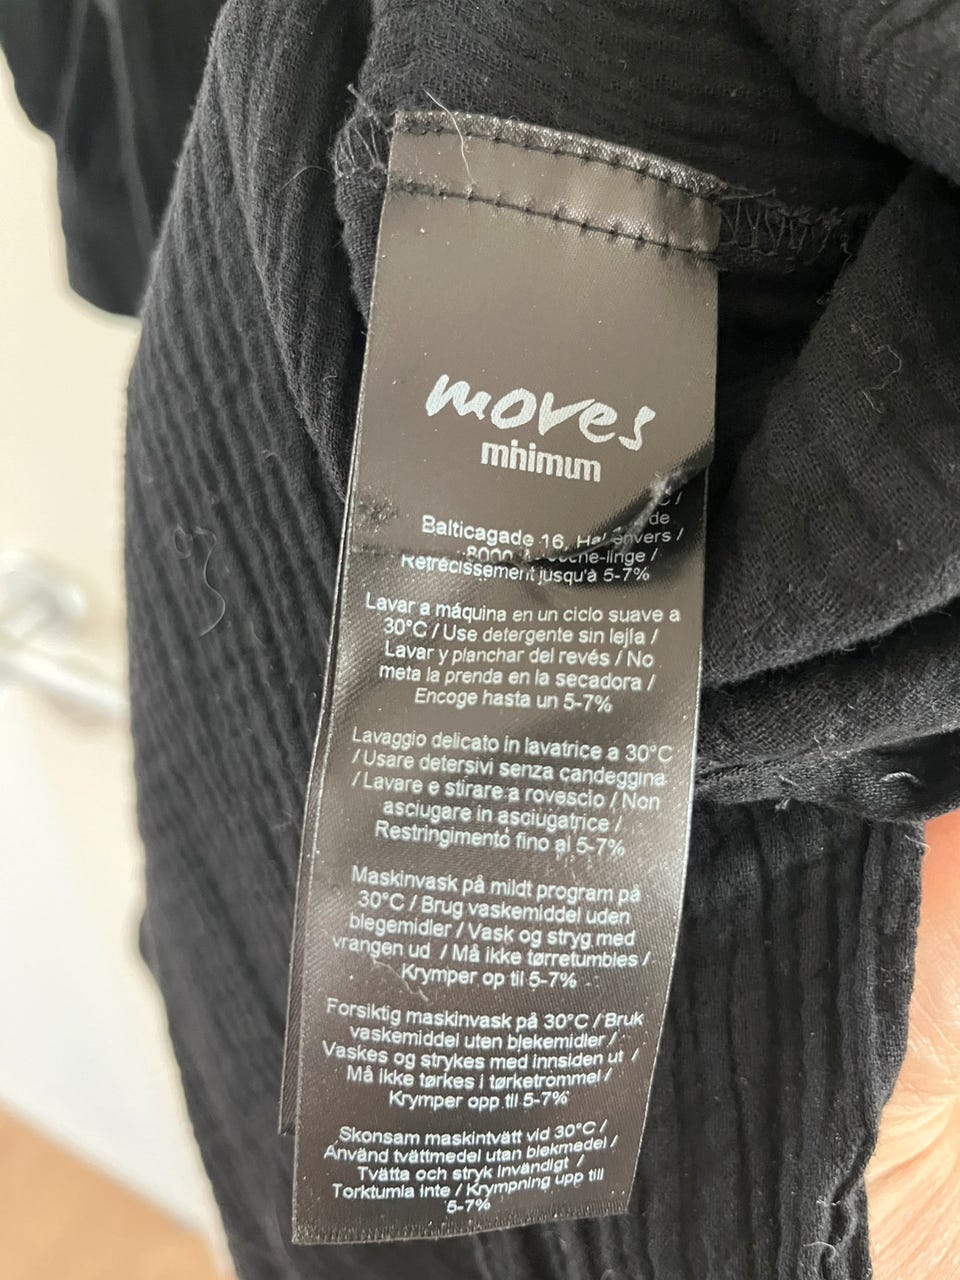 moves
minimum
Balticagade 16,
de
envers /
8000
linge /
Rétrécissement jusqu'à 5-7%
Lavar a máquina en un ciclo suave a
30°C / Use detergente sin lejía /
Lavar y planchar del revés / No
meta la prenda en la secadora /
Encoge hasta un 5-7%
Lavaggio delicato in lavatrice a 30°C
/ Usare detersivi senza candeggina
/ Lavare e stirare a rovescio / Non
asciugare in asciugatrice /
Restringimento fino al 5-7%
Maskinvask på mildt program på
30°C / Brug vaskemiddel uden
blegemidler / Vask og stryg med
vrangen ud / Må ikke tørretumbles /
Krymper op til 5-7%
Forsiktig maskinvask på 30°C / Bruk
vaskemiddel uten blekemidler /
Vaskes og strykes med innsiden ut /
Må ikke tørkes i tørketrommel /
Krymper opp til 5-7%
Skonsam maskintvätt vid 30°C /
Använd tvättmedel utan blekmedel /
Tvätta och stryk invändigt /
Torktumla inte / Krympning upp till
5-7%